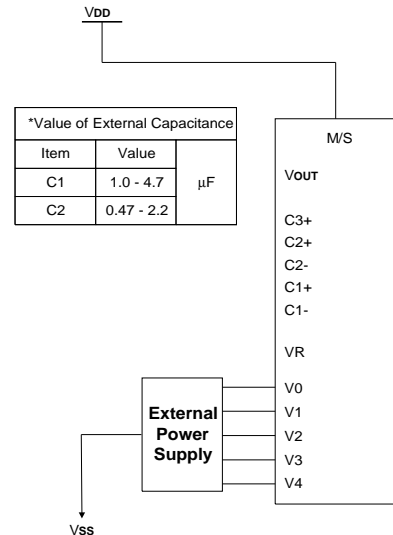 VDD
*Value of External Capacitance
Item Value μF
C1 1.0 - 4.7
C2 0.47 - 2.2
M/S
VOUT
C3+
C2+
C2-
C1+
C1-
VR
V0
V1
V2
V3
V4
External
Power
Supply
VSS